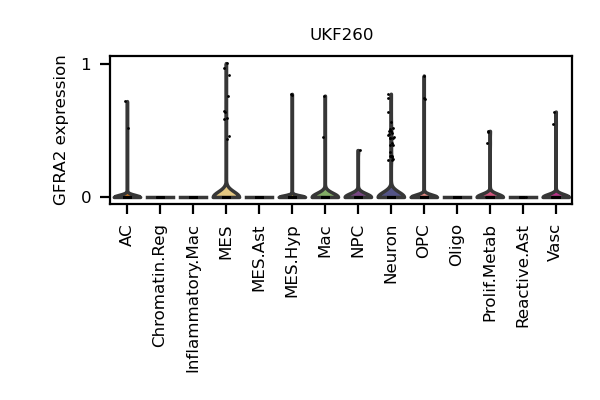 UKF260
GFRA2 expression
1
0
AC
Chromatin.Reg
Inflammatory.Mac
MES
MES.Ast
MES.Hyp
Mac
NPC
Neuron
OPC
Oligo
Prolif.Metab
Reactive.Ast
Vasc